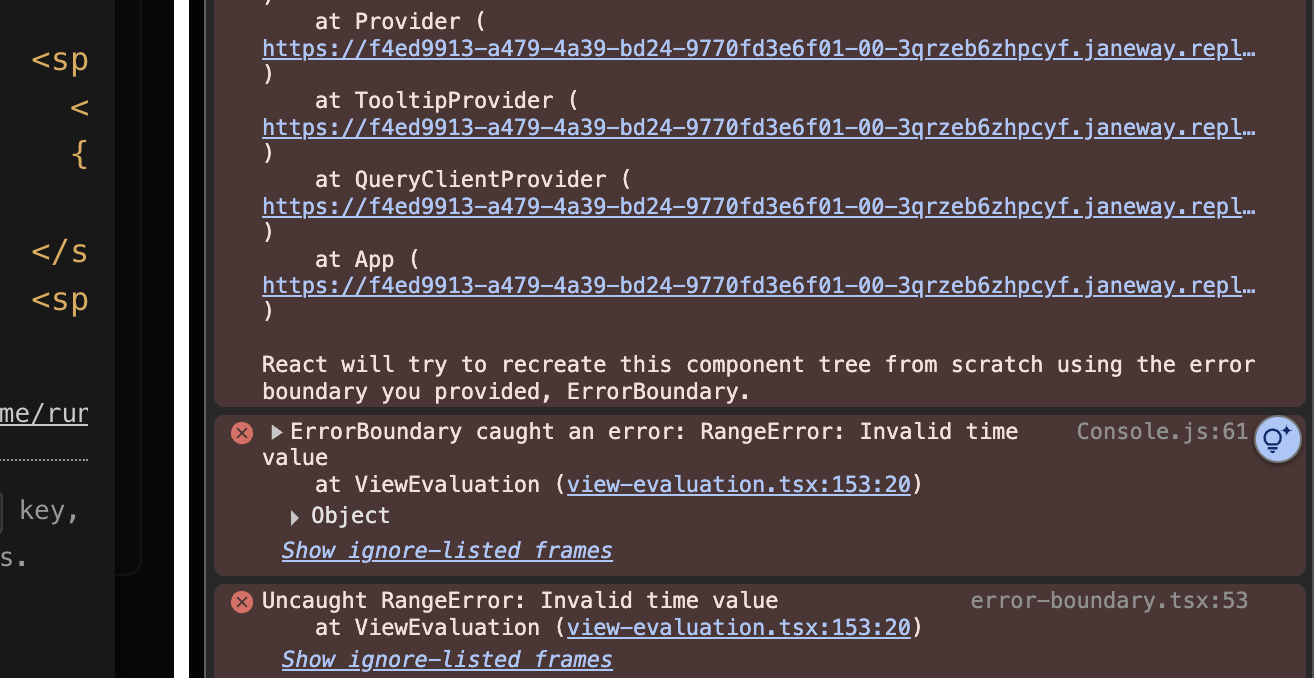 <sp
<
{
</s
<sp
me/rur
key,
s.
)
at Provider (
https://f4ed9913-a479-4a39-bd24-9770fd3e6f01-00-3qrzeb6zhpcyf.janeway.repl…
)
at TooltipProvider (
https://f4ed9913-a479-4a39-bd24-9770fd3e6f01-00-3qrzeb6zhpcyf.janeway.repl…
)
at QueryClientProvider (
https://f4ed9913-a479-4a39-bd24-9770fd3e6f01-00-3qrzeb6zhpcyf.janeway.repl…
)
at App (
https://f4ed9913-a479-4a39-bd24-9770fd3e6f01-00-3qrzeb6zhpcyf.janeway.repl…
)
React will try to recreate this component tree from scratch using the error
boundary you provided, ErrorBoundary.
ErrorBoundary caught an error: RangeError: Invalid time Console.js:61
value
at ViewEvaluation (view-evaluation.tsx:153:20)
Object
Show ignore-listed frames
Uncaught RangeError: Invalid time value error-boundary.tsx:53
at ViewEvaluation (view-evaluation.tsx:153:20)
Show ignore-listed frames